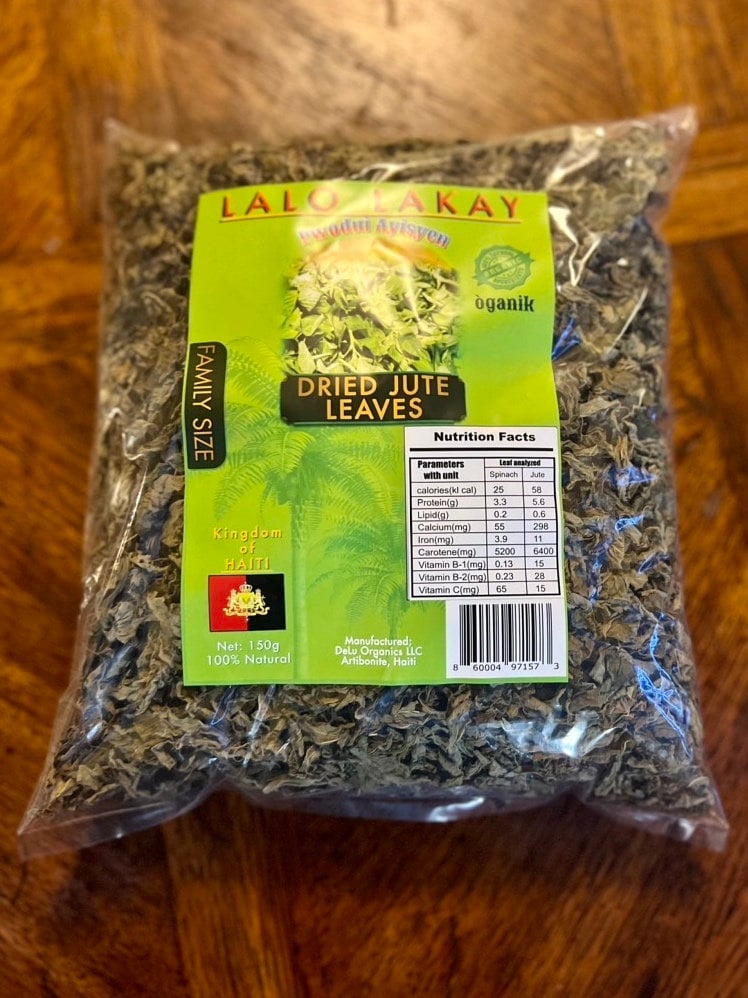 LALO LAKAY
Pwodui Ayisyen
ORGANIC
òganik
FAMILY SIZE
DRIED JUTE
LEAVES
Nutrition Facts
Parameters with unit | Leaf analyzed
Spinach | Jute
calories(kl cal) 25 58
Protein(g) 3.3 5.6
Lipid(g) 0.2 0.6
Calcium(mg) 55 298
Iron(mg) 3.9 11
Carotene(mg) 5200 6400
Vitamin B-1(mg) 0.13 15
Vitamin B-2(mg) 0.23 28
Vitamin C(mg) 65 15
Kingdom
of
HAITI
Net: 150g
100% Natural
Manufactured;
DeLu Organics LLC
Artibonite, Haiti
8 60004 97157 3